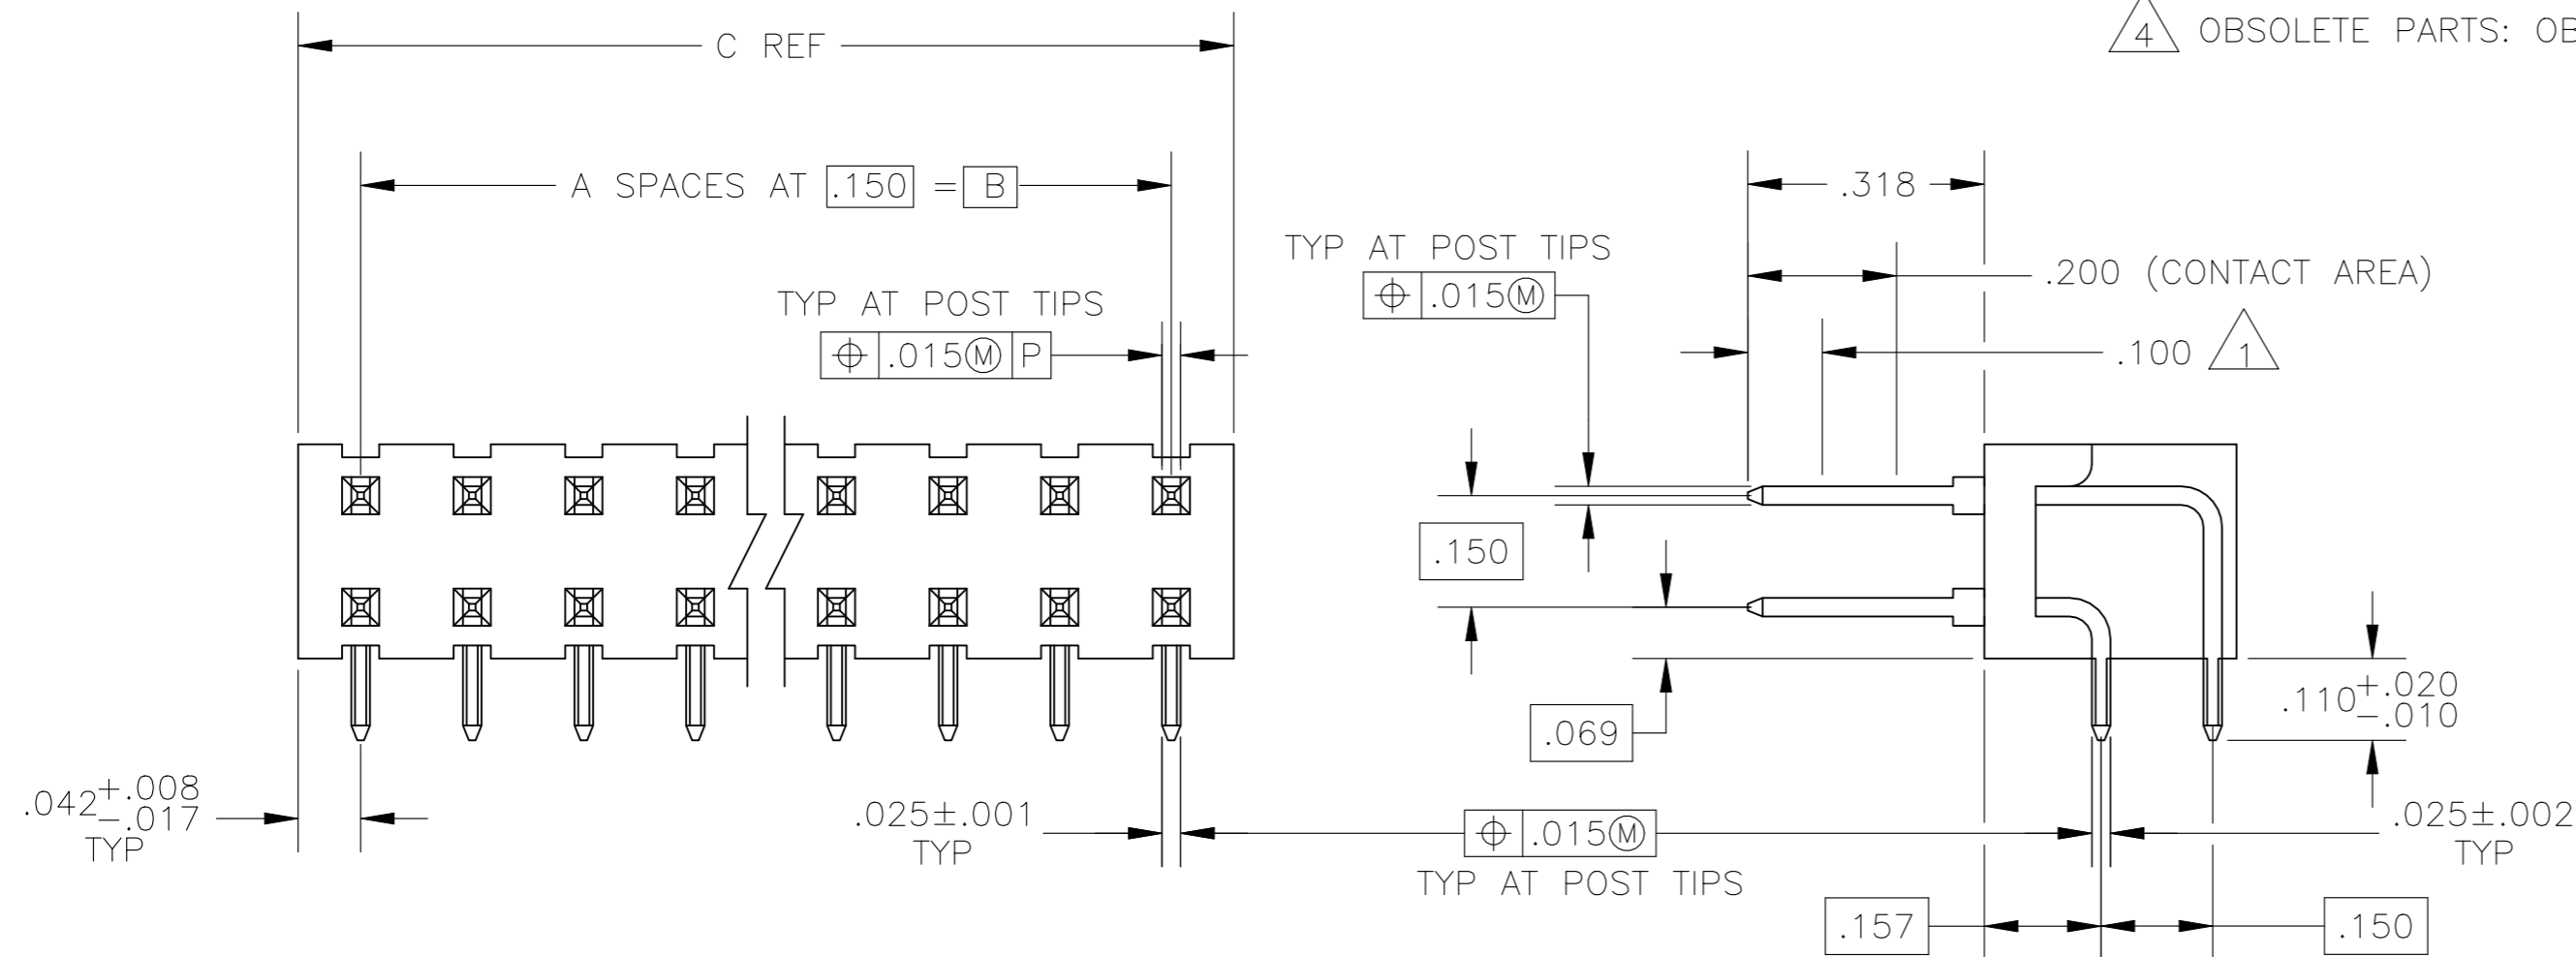 4 OBSOLETE PARTS: OB
C REF
A SPACES AT .150 = B
.318
TYP AT POST TIPS
⌖ .015Ⓜ
.200 (CONTACT AREA)
TYP AT POST TIPS
⌖ .015Ⓜ P
.100 1
.150
.069
.110 +.020
-.010
.042 +.008
-.017
TYP
.025±.001
TYP
⌖ .015Ⓜ
TYP AT POST TIPS
.025±.002
TYP
.157
.150